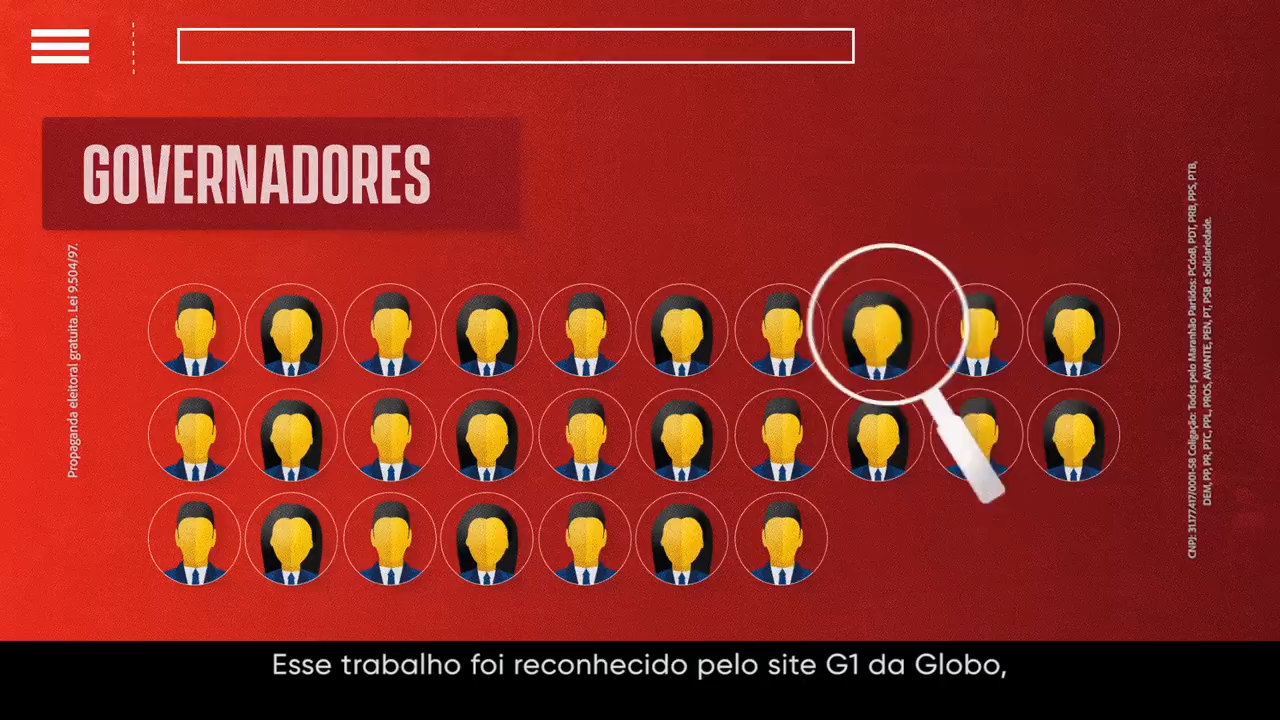 GOVERNADORES
Propaganda eleitoral gratuita. Lei 9.504/97.
CNPJ: 31.177.417/0001-58 Coligação: Todos pelo Maranhão Partidos: PCdoB, PDT, PRB, PPS, PTB,
DEM, PP, PR, PTC, PPL, PROS, AVANTE, PEN, PT, PSB e Solidariedade.
Esse trabalho foi reconhecido pelo site G1 da Globo,